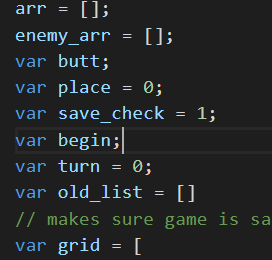 arr = [];
enemy_arr = [];
var butt;
var place = 0;
var save_check = 1;
var begin;
var turn = 0;
var old_list = []
// makes sure game is sa
var grid = [